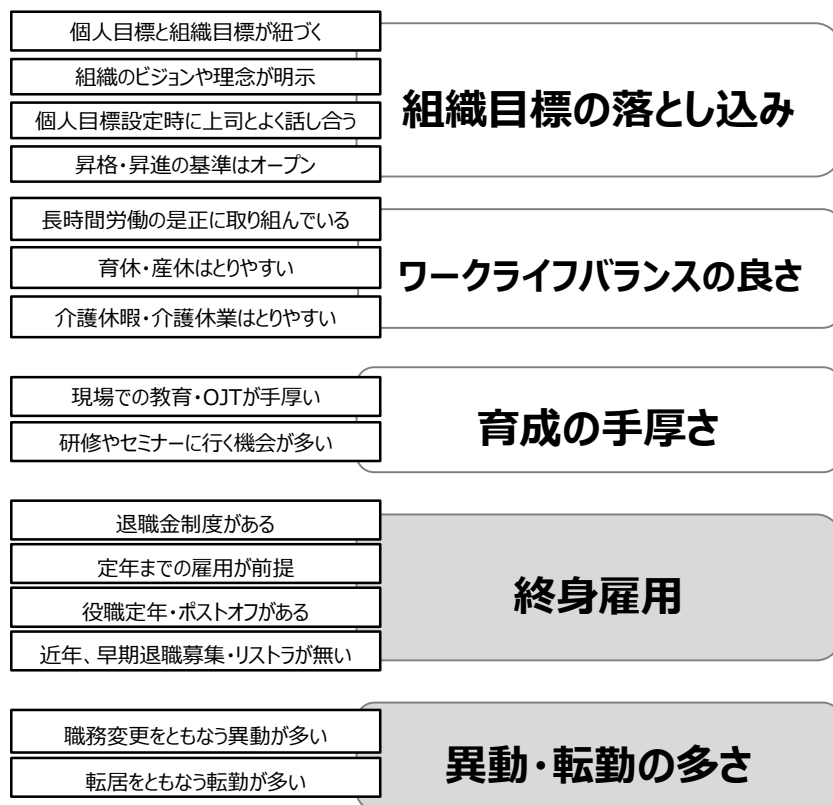 個人目標と組織目標が紐づく
組織のビジョンや理念が明示
個人目標設定時に上司とよく話し合う
昇格・昇進の基準はオープン
組織目標の落とし込み
長時間労働の是正に取り組んでいる
育休・産休はとりやすい
介護休暇・介護休業はとりやすい
ワークライフバランスの良さ
現場での教育・OJTが手厚い
研修やセミナーに行く機会が多い
育成の手厚さ
退職金制度がある
定年までの雇用が前提
役職定年・ポストオフがある
近年、早期退職募集・リストラが無い
終身雇用
職務変更をともなう異動が多い
転居をともなう転勤が多い
異動・転勤の多さ